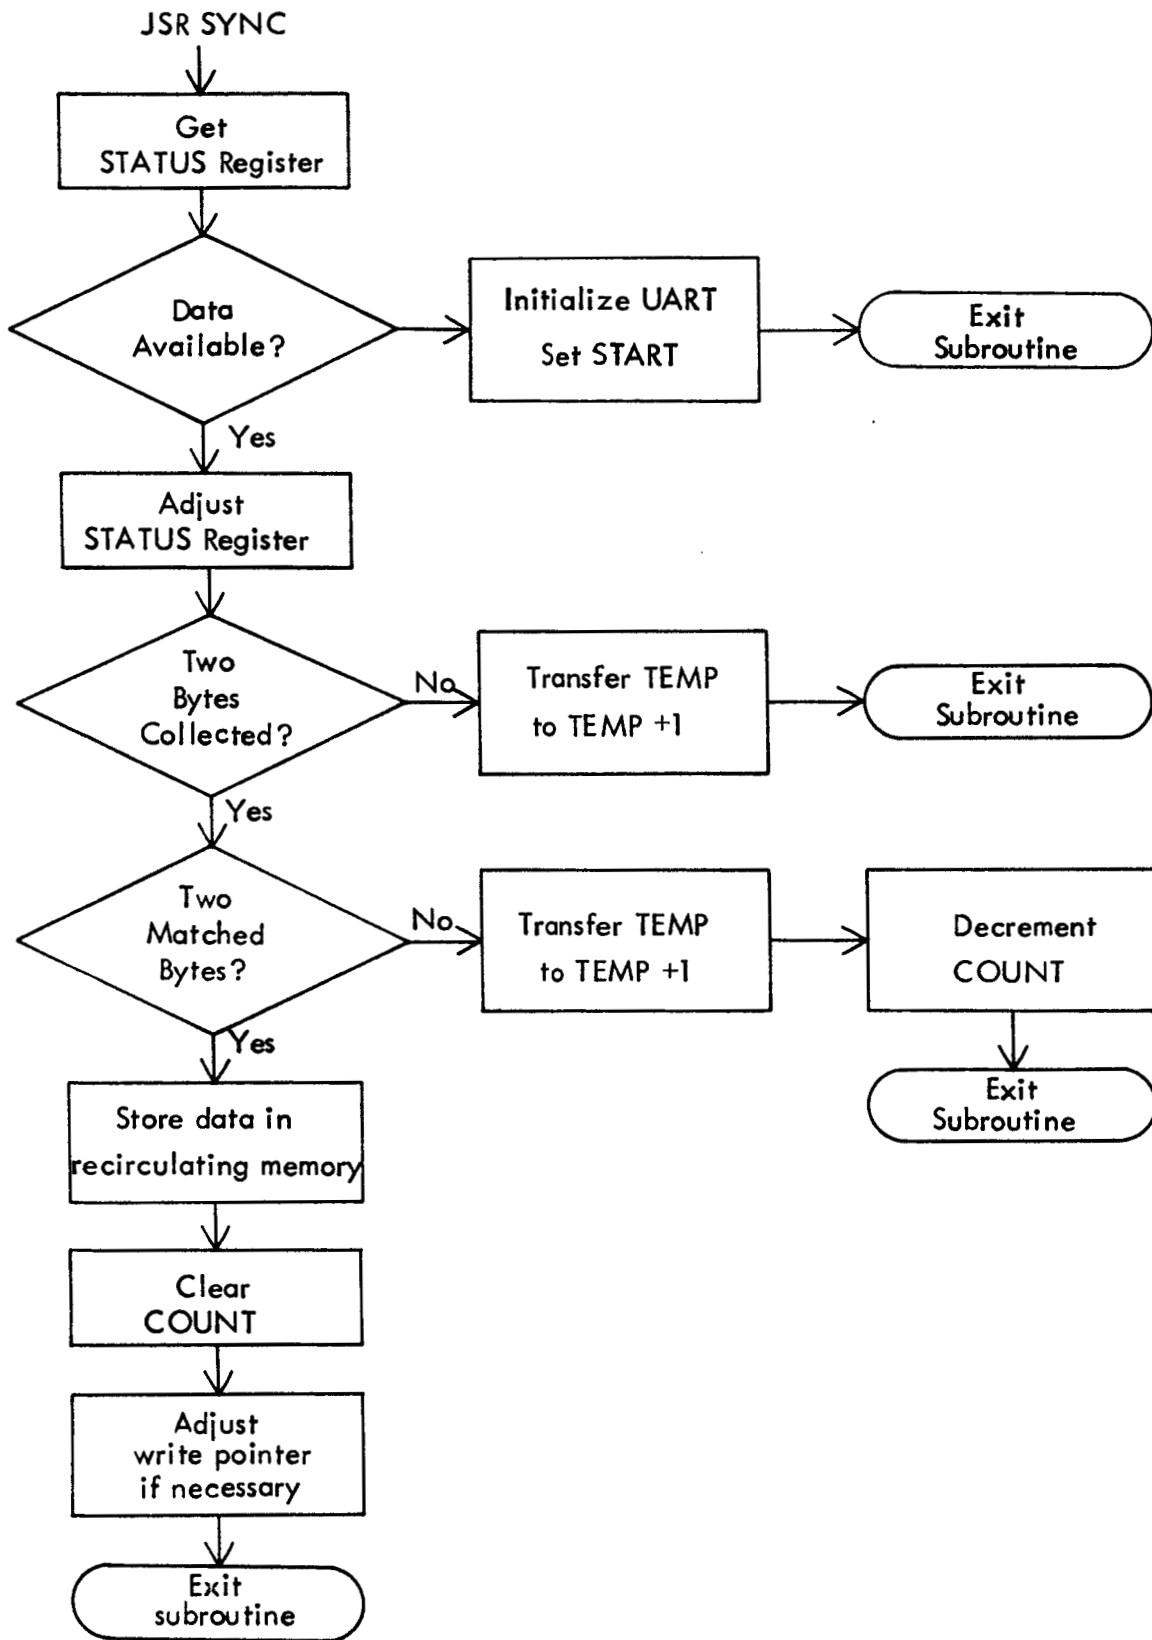 JSR SYNC
Get
STATUS Register
Data
Available?
Initialize UART
Set START
Exit
Subroutine
Yes
Adjust
STATUS Register
Two
Bytes
Collected?
No
Transfer TEMP
to TEMP +1
Exit
Subroutine
Yes
Two
Matched
Bytes?
No
Transfer TEMP
to TEMP +1
Decrement
COUNT
Exit
Subroutine
Yes
Store data in
recirculating memory
Clear
COUNT
Adjust
write pointer
if necessary
Exit
subroutine